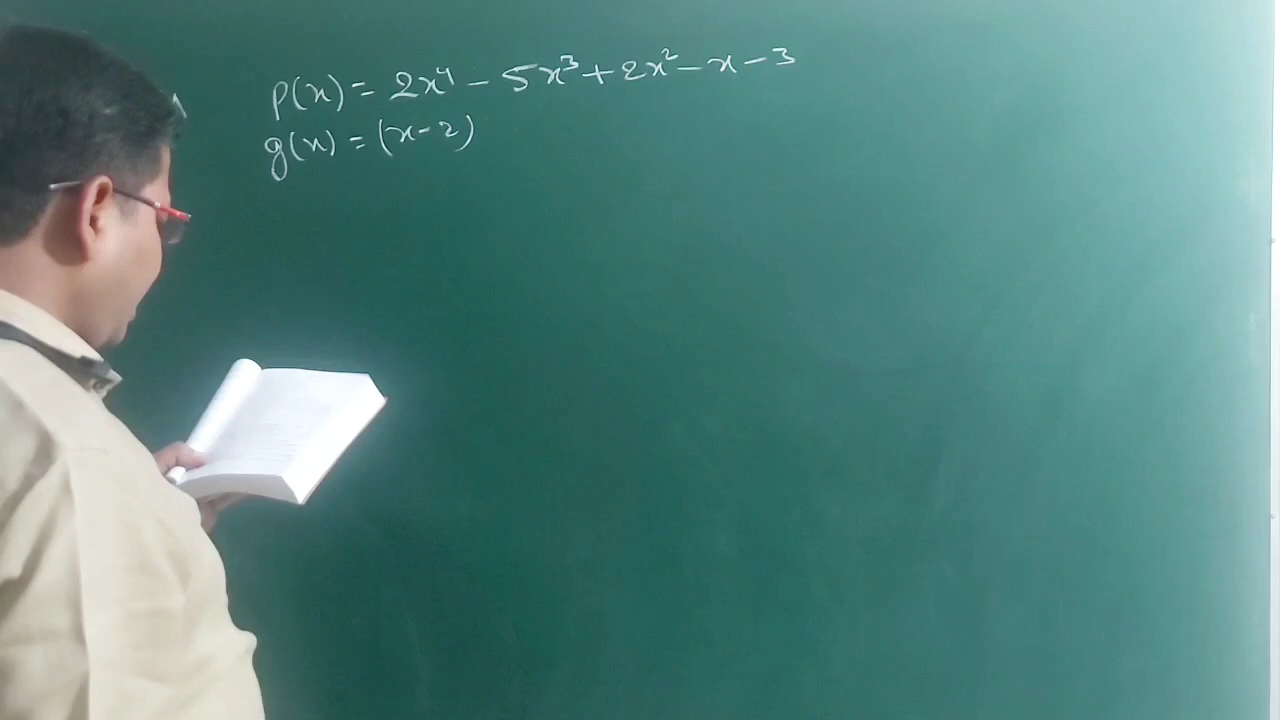 p(x) = 2x⁴ - 5x³ + 2x² - x - 3
g(x) = (x-2)